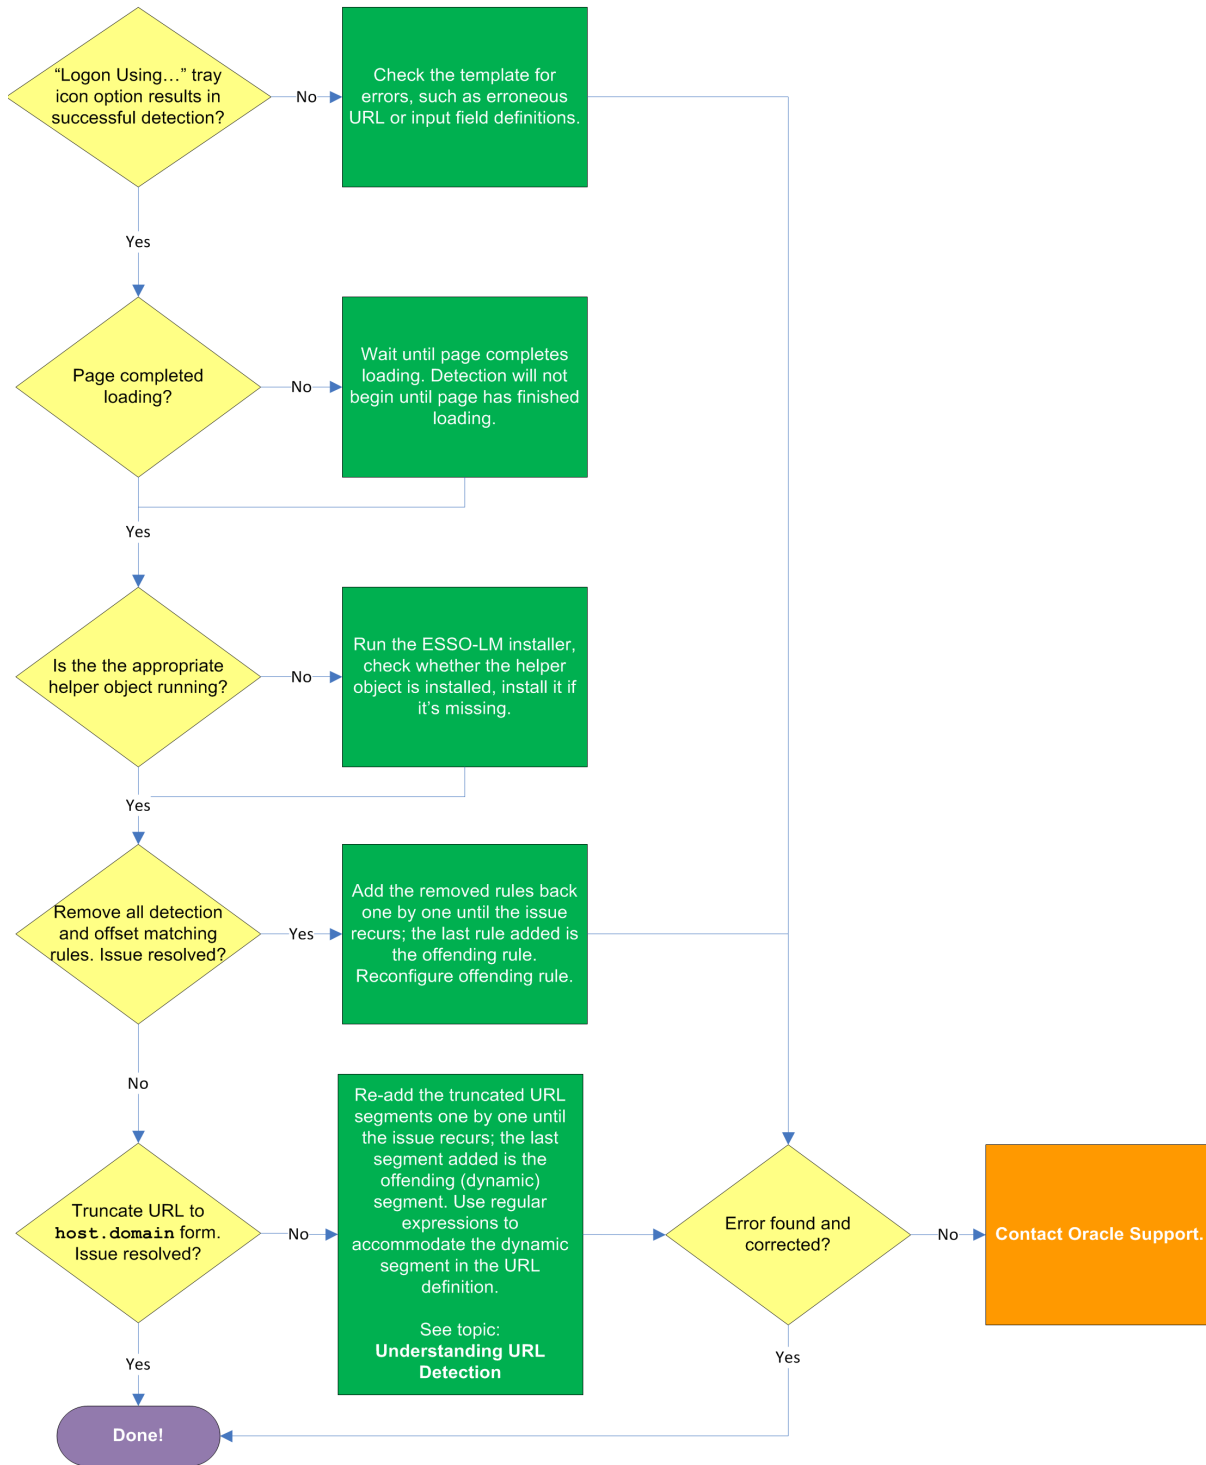 “Logon Using…” tray
icon option results in
successful detection?
No
Check the template for
errors, such as erroneous
URL or input field definitions.
Yes
Page completed
loading?
No
Wait until page completes
loading. Detection will not
begin until page has finished
loading.
Yes
Is the the appropriate
helper object running?
No
Run the ESSO-LM installer,
check whether the helper
object is installed, install it if
it’s missing.
Yes
Remove all detection
and offset matching
rules. Issue resolved?
Yes
Add the removed rules back
one by one until the issue
recurs; the last rule added is
the offending rule.
Reconfigure offending rule.
No
Truncate URL to
host.domain form.
Issue resolved?
No
Re-add the truncated URL
segments one by one until
the issue recurs; the last
segment added is the
offending (dynamic)
segment. Use regular
expressions to
accommodate the dynamic
segment in the URL
definition.
See topic:
Understanding URL
Detection
Error found and
corrected?
No
Contact Oracle Support.
Yes
Yes
Done!